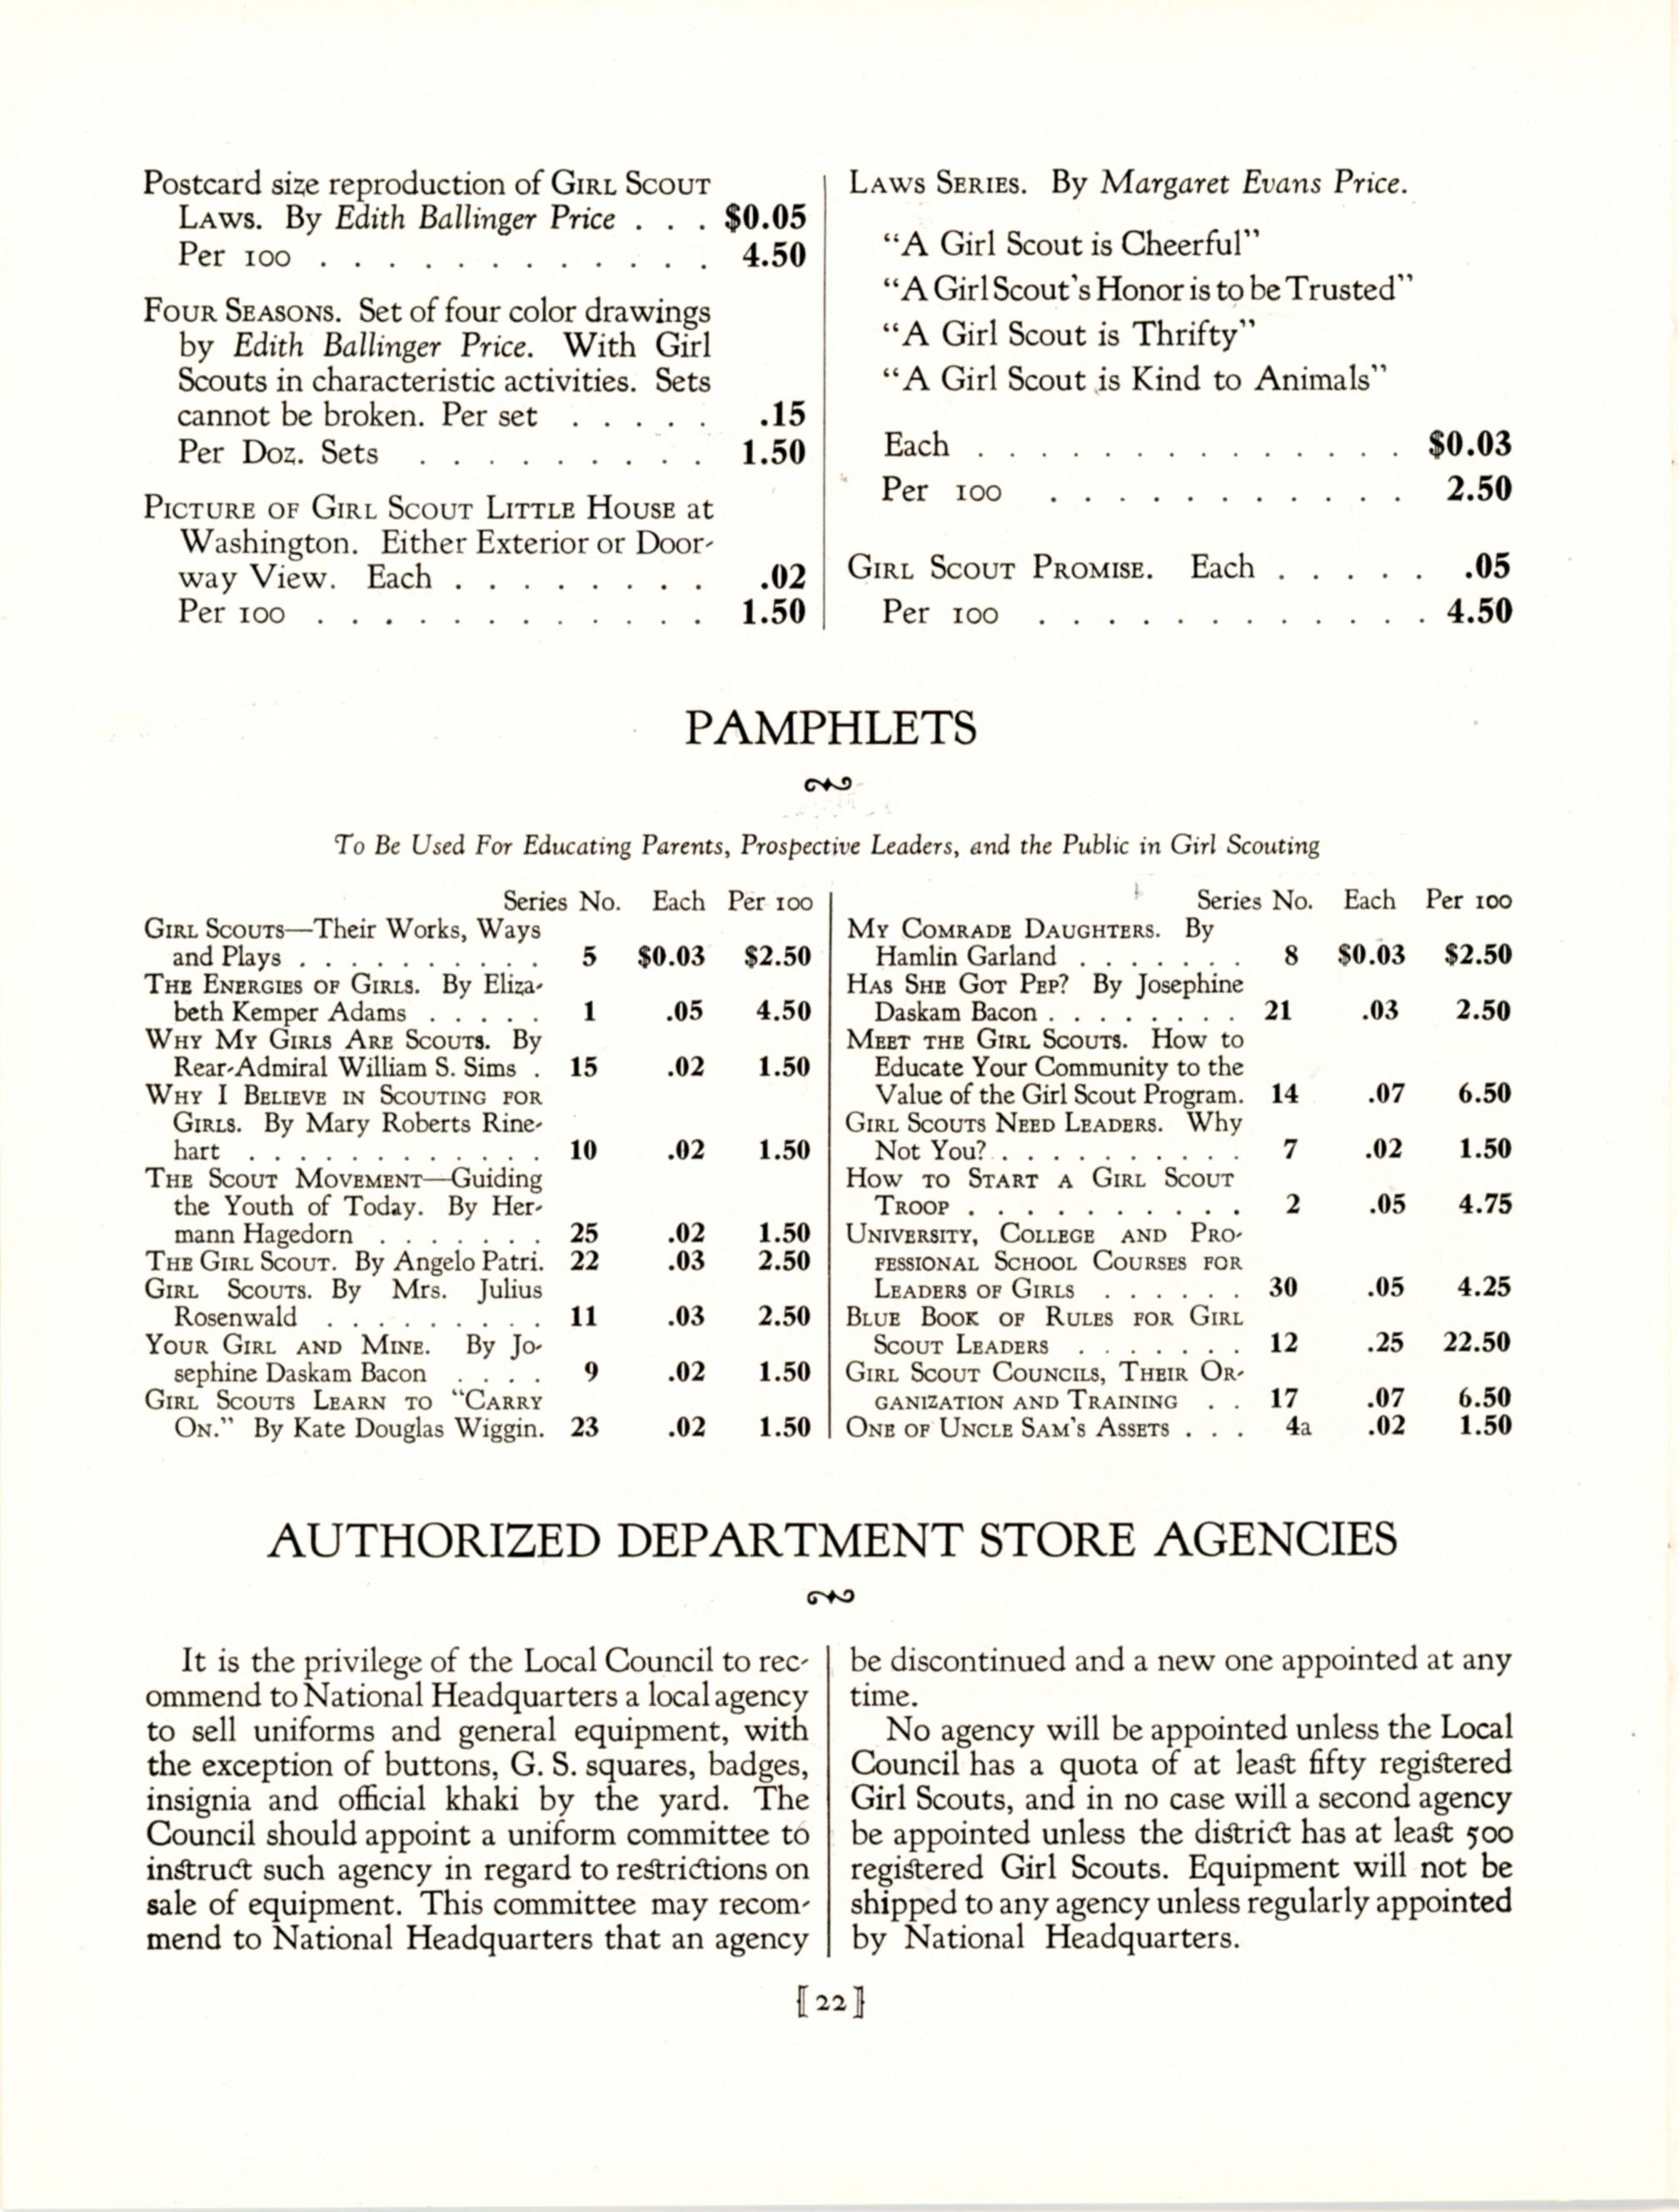 Postcard size reproduction of GIRL SCOUT
LAWS. By Edith Ballinger Price . . . $0.05
Per 100 . . . . . . . . . . . . 4.50
FOUR SEASONS. Set of four color drawings
by Edith Ballinger Price. With Girl
Scouts in characteristic activities. Sets
cannot be broken. Per set . . . . . .15
Per Doz. Sets . . . . . . . . . 1.50
PICTURE OF GIRL SCOUT LITTLE HOUSE at
Washington. Either Exterior or Door-
way View. Each . . . . . . . . .02
Per 100 . . . . . . . . . . . . 1.50
LAWS SERIES. By Margaret Evans Price.
“A Girl Scout is Cheerful”
“A Girl Scout's Honor is to be Trusted”
“A Girl Scout is Thrifty”
“A Girl Scout is Kind to Animals”
Each . . . . . . . . . . . . . . $0.03
Per 100 . . . . . . . . . . . 2.50
GIRL SCOUT PROMISE. Each . . . . . .05
Per 100 . . . . . . . . . . . . 4.50
PAMPHLETS
To Be Used For Educating Parents, Prospective Leaders, and the Public in Girl Scouting
Series No. Each Per 100
GIRL SCOUTS—Their Works, Ways
and Plays . . . . . . . . . . 5 $0.03 $2.50
THE ENERGIES OF GIRLS. By Eliza-
beth Kemper Adams . . . . . 1 .05 4.50
WHY MY GIRLS ARE SCOUTS. By
Rear-Admiral William S. Sims . 15 .02 1.50
WHY I BELIEVE IN SCOUTING FOR
GIRLS. By Mary Roberts Rine-
hart . . . . . . . . . . . . 10 .02 1.50
THE SCOUT MOVEMENT—Guiding
the Youth of Today. By Her-
mann Hagedorn . . . . . . . 25 .02 1.50
THE GIRL SCOUT. By Angelo Patri. 22 .03 2.50
GIRL SCOUTS. By Mrs. Julius
Rosenwald . . . . . . . . . 11 .03 2.50
YOUR GIRL AND MINE. By Jo-
sephine Daskam Bacon . . . . 9 .02 1.50
GIRL SCOUTS LEARN TO “CARRY
ON.” By Kate Douglas Wiggin. 23 .02 1.50
Series No. Each Per 100
MY COMRADE DAUGHTERS. By
Hamlin Garland . . . . . . . 8 $0.03 $2.50
HAS SHE GOT PEP? By Josephine
Daskam Bacon . . . . . . . . 21 .03 2.50
MEET THE GIRL SCOUTS. How to
Educate Your Community to the
Value of the Girl Scout Program. 14 .07 6.50
GIRL SCOUTS NEED LEADERS. Why
Not You? . . . . . . . . . . 7 .02 1.50
HOW TO START A GIRL SCOUT
TROOP . . . . . . . . . . . 2 .05 4.75
UNIVERSITY, COLLEGE AND PRO-
FESSIONAL SCHOOL COURSES FOR
LEADERS OF GIRLS . . . . . . 30 .05 4.25
BLUE BOOK OF RULES FOR GIRL
SCOUT LEADERS . . . . . . . 12 .25 22.50
GIRL SCOUT COUNCILS, THEIR OR-
GANIZATION AND TRAINING . . 17 .07 6.50
ONE OF UNCLE SAM'S ASSETS . . . 4a .02 1.50
AUTHORIZED DEPARTMENT STORE AGENCIES
It is the privilege of the Local Council to rec-
ommend to National Headquarters a local agency
to sell uniforms and general equipment, with
the exception of buttons, G. S. squares, badges,
insignia and official khaki by the yard. The
Council should appoint a uniform committee to
instruct such agency in regard to restrictions on
sale of equipment. This committee may recom-
mend to National Headquarters that an agency
be discontinued and a new one appointed at any
time.
No agency will be appointed unless the Local
Council has a quota of at least fifty registered
Girl Scouts, and in no case will a second agency
be appointed unless the district has at least 500
registered Girl Scouts. Equipment will not be
shipped to any agency unless regularly appointed
by National Headquarters.
[22]